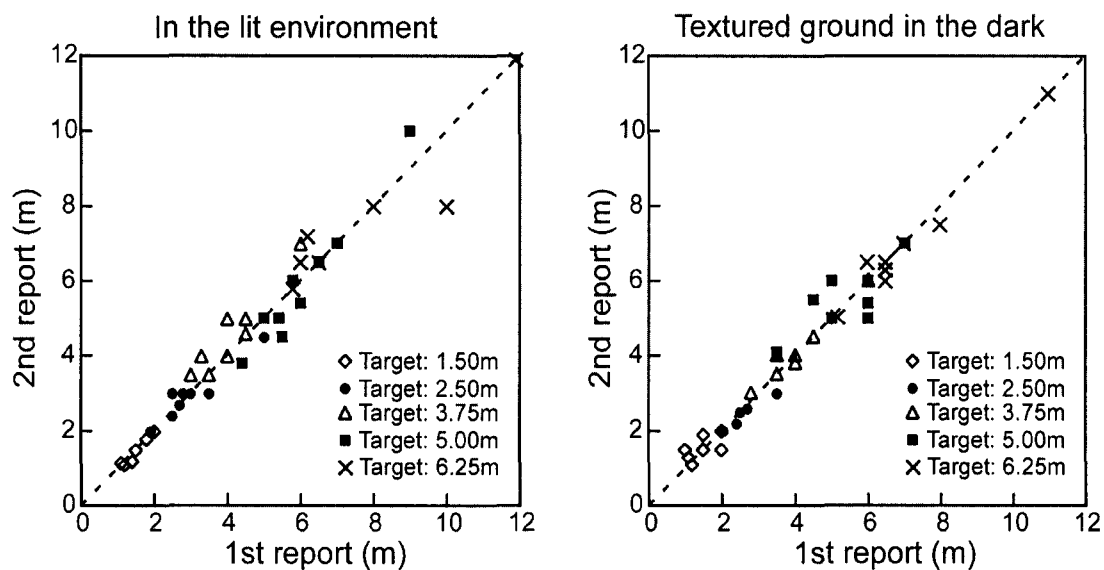 In the lit environment
12
10
8
6
4
2
0
2nd report (m)
◇ Target: 1.50m
● Target: 2.50m
△ Target: 3.75m
■ Target: 5.00m
× Target: 6.25m
0 2 4 6 8 10 12
1st report (m)
Textured ground in the dark
12
10
8
6
4
2
0
2nd report (m)
◇ Target: 1.50m
● Target: 2.50m
△ Target: 3.75m
■ Target: 5.00m
× Target: 6.25m
0 2 4 6 8 10 12
1st report (m)